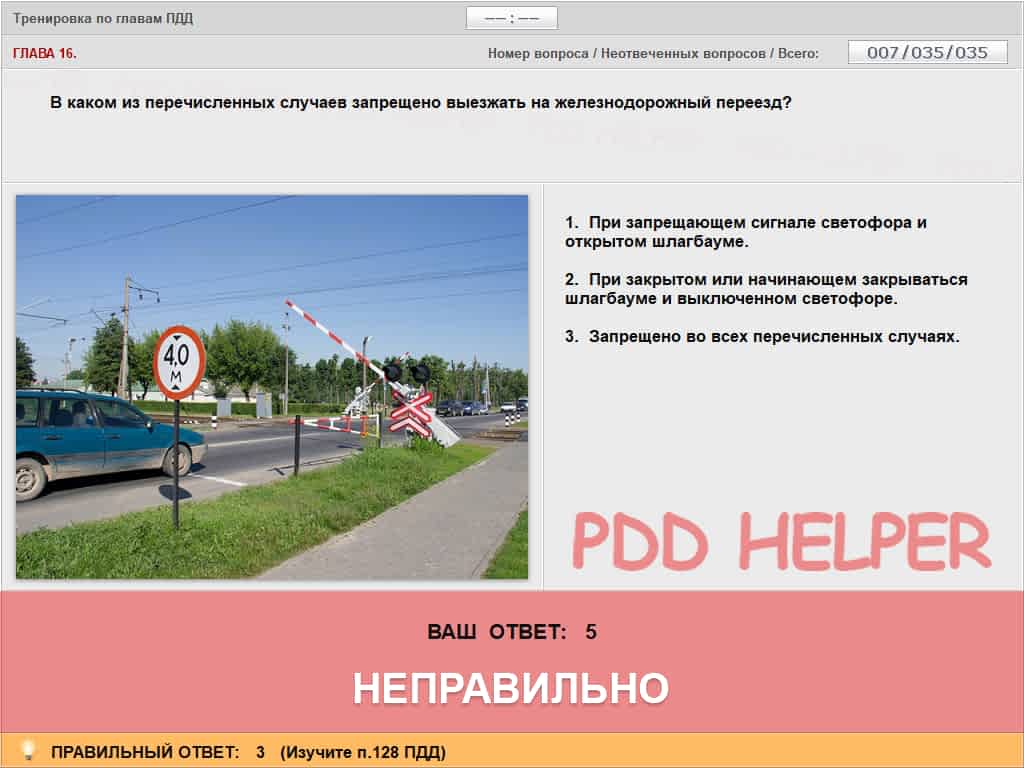 Тренировка по главам ПДД
–– : ––
ГЛАВА 16.
Номер вопроса / Неотвеченных вопросов / Всего:
007/035/035
В каком из перечисленных случаев запрещено выезжать на железнодорожный переезд?
4,0
М
1. При запрещающем сигнале светофора и
открытом шлагбауме.
2. При закрытом или начинающем закрываться
шлагбауме и выключенном светофоре.
3. Запрещено во всех перечисленных случаях.
PDD HELPER
ВАШ ОТВЕТ: 5
НЕПРАВИЛЬНО
ПРАВИЛЬНЫЙ ОТВЕТ: 3 (Изучите п.128 ПДД)